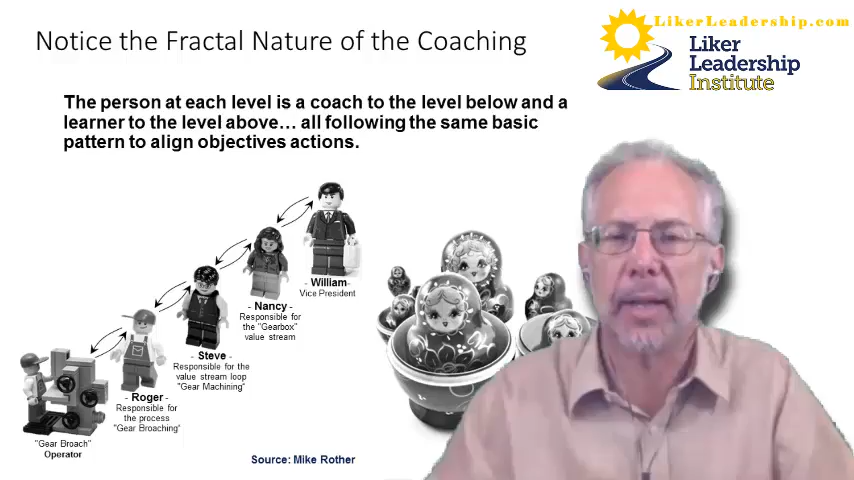 Notice the Fractal Nature of the Coaching
LikerLeadership.com
Liker
Leadership
Institute
The person at each level is a coach to the level below and a
learner to the level above… all following the same basic
pattern to align objectives actions.
- William-
Vice President
- Nancy -
Responsible for
the "Gearbox"
value stream
- Steve -
Responsible for the
value stream loop
"Gear Machining"
- Roger -
Responsible for
the process
"Gear Broaching"
"Gear Broach"
Operator
Source: Mike Rother